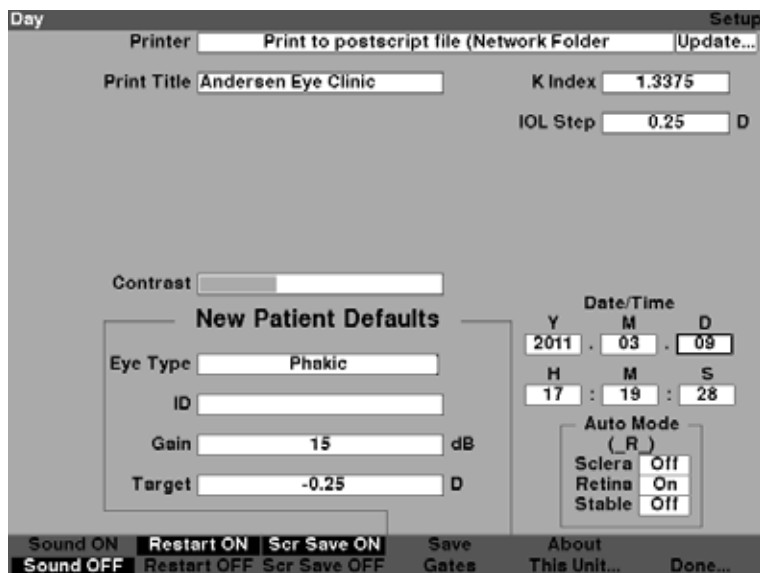 Day Setup
Printer Print to postscript file (Network Folder Update...
Print Title Andersen Eye Clinic K Index 1.3375
IOL Step 0.25 D
Contrast
Date/Time
New Patient Defaults
Y M D
2011 . 03 . 09
Eye Type Phakic
H M S
17 : 19 : 28
ID
Auto Mode
(_R_)
Gain 15 dB
Sclera Off
Retina On
Target -0.25 D
Stable Off
Sound ON Restart ON Scr Save ON Save About
Sound OFF Restart OFF Scr Save OFF Gates This Unit... Done...